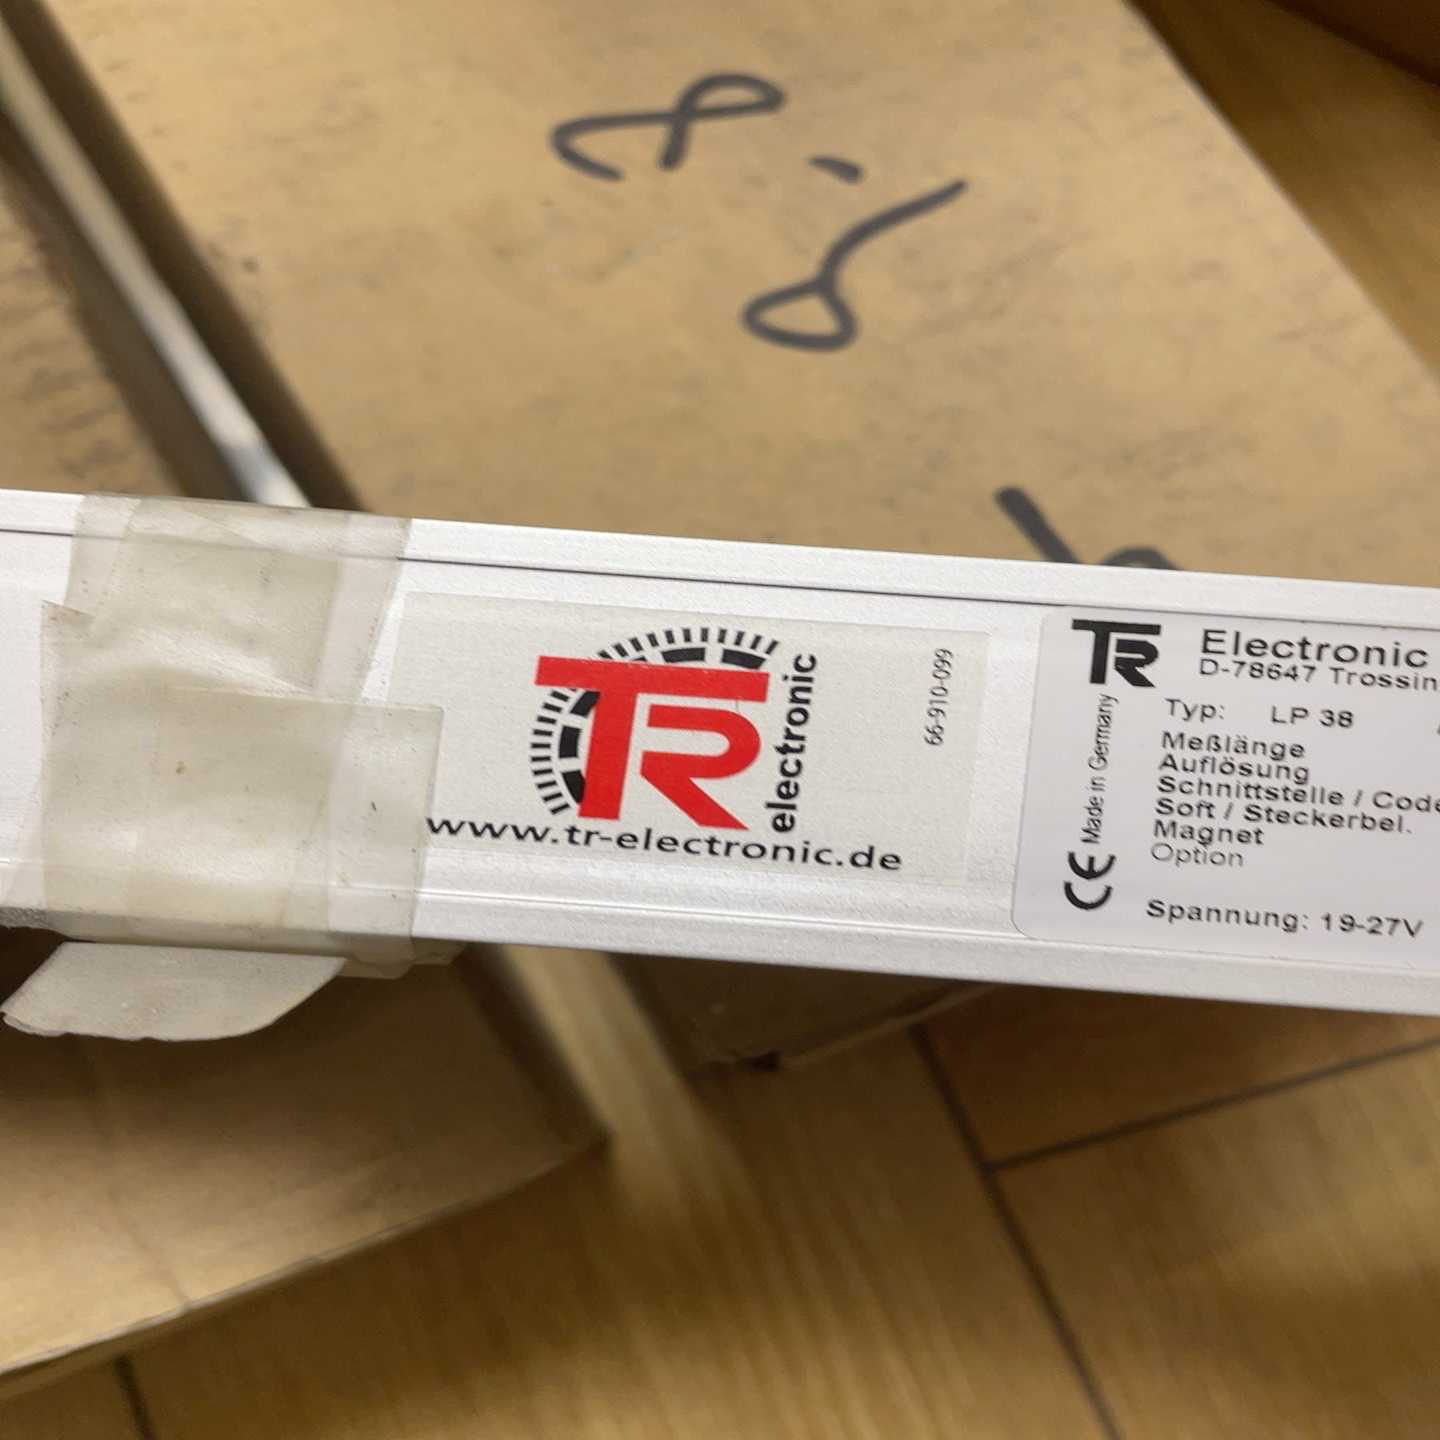 TR
electronic
www.tr-electronic.de
66-910-099
TR Electronic
D-78647 Trossin
Made in Germany
CE
Typ: LP 38
Meßlänge
Auflösung
Schnittstelle / Code
Soft / Steckerbel.
Magnet
Option
Spannung: 19-27V